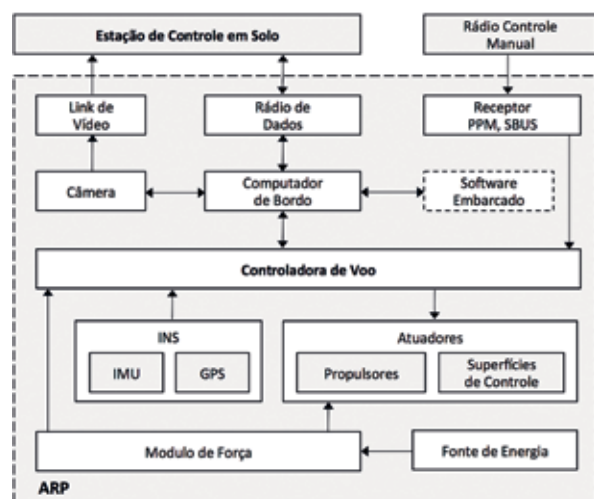 Estação de Controle em Solo
Rádio Controle
Manual
Link de
Vídeo
Rádio de
Dados
Receptor
PPM, SBUS
Câmera
Computador
de Bordo
Software
Embarcado
Controladora de Voo
INS
IMU
GPS
Atuadores
Propulsores
Superfícies
de Controle
Modulo de Força
Fonte de Energia
ARP